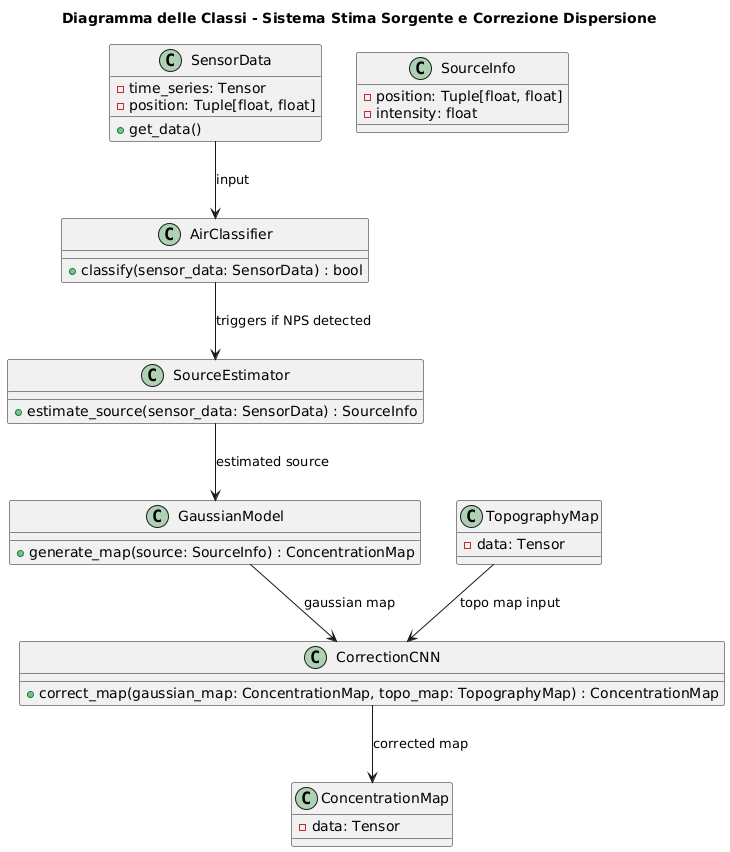 Diagramma delle Classi - Sistema Stima Sorgente e Correzione Dispersione
C SensorData
time_series: Tensor
position: Tuple[float, float]
get_data()
C SourceInfo
position: Tuple[float, float]
intensity: float
input
C AirClassifier
classify(sensor_data: SensorData) : bool
triggers if NPS detected
C SourceEstimator
estimate_source(sensor_data: SensorData) : SourceInfo
estimated source
C GaussianModel
generate_map(source: SourceInfo) : ConcentrationMap
C TopographyMap
data: Tensor
gaussian map
topo map input
C CorrectionCNN
correct_map(gaussian_map: ConcentrationMap, topo_map: TopographyMap) : ConcentrationMap
corrected map
C ConcentrationMap
data: Tensor